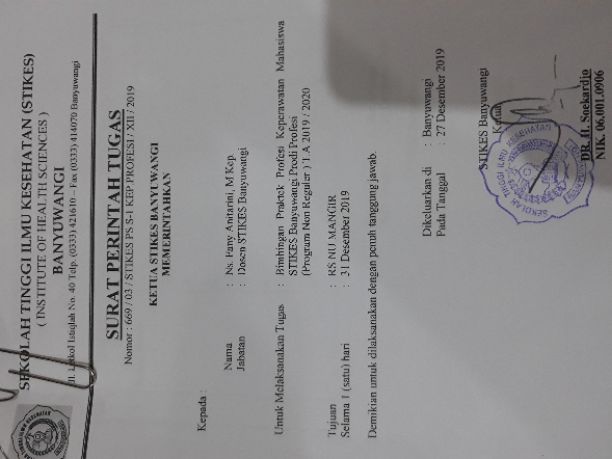 SEKOLAH TINGGI ILMU KESEHATAN (STIKES)
( INSTITUTE OF HEALTH SCIENCES )
BANYUWANGI
Jl. Letkol Istiqlah No. 40 Telp. (0333) 421610 – Fax (0333) 414070 Banyuwangi
SURAT PERINTAH TUGAS
Nomor : 669 / 03 / STIKES PS S-1 KEP PROFESI / XII / 2019
KETUA STIKES BANYUWANGI
MEMERINTAHKAN
Kepada :
Nama : Ns. Fany Anitarini, M Kep.
Jabatan : Dosen STIKES Banyuwangi
Untuk Melaksanakan Tugas : Bimbingan Praktek Profesi Keperawatan Mahasiswa
STIKES Banyuwangi Prodi Profesi
(Program Non Reguler ) T.A 2019 / 2020
Tujuan : RS NU MANGIR
Selama 1 (satu) hari : 31 Desember 2019
Demikian untuk dilaksanakan dengan penuh tanggung jawab.
Dikeluarkan di : Banyuwangi
Pada Tanggal : 27 Desember 2019
STIKES Banyuwangi
Ketua
SEKOLAH TINGGI ILMU KESEHATAN
DR. H. Soekardjo
NIK. 06.001.0906